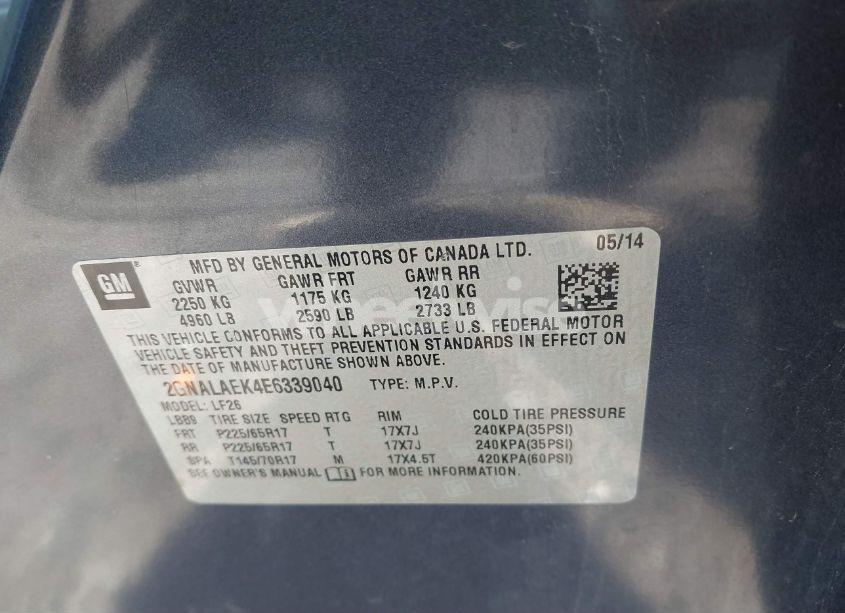 GM
MFD BY GENERAL MOTORS OF CANADA LTD. 05/14
GVWR GAWR FRT GAWR RR
2250 KG 1175 KG 1240 KG
4960 LB 2590 LB 2733 LB
THIS VEHICLE CONFORMS TO ALL APPLICABLE U.S. FEDERAL MOTOR
VEHICLE SAFETY AND THEFT PREVENTION STANDARDS IN EFFECT ON
THE DATE OF MANUFACTURE SHOWN ABOVE.
2GNALAEK4E6339040 TYPE: M.P.V.
MODEL: LF26
LBB9 TIRE SIZE SPEED RTG RIM COLD TIRE PRESSURE
FRT P225/65R17 T 17X7J 240KPA(35PSI)
RR P225/65R17 T 17X7J 240KPA(35PSI)
SPA T145/70R17 M 17X4.5T 420KPA(60PSI)
SEE OWNER'S MANUAL FOR MORE INFORMATION.